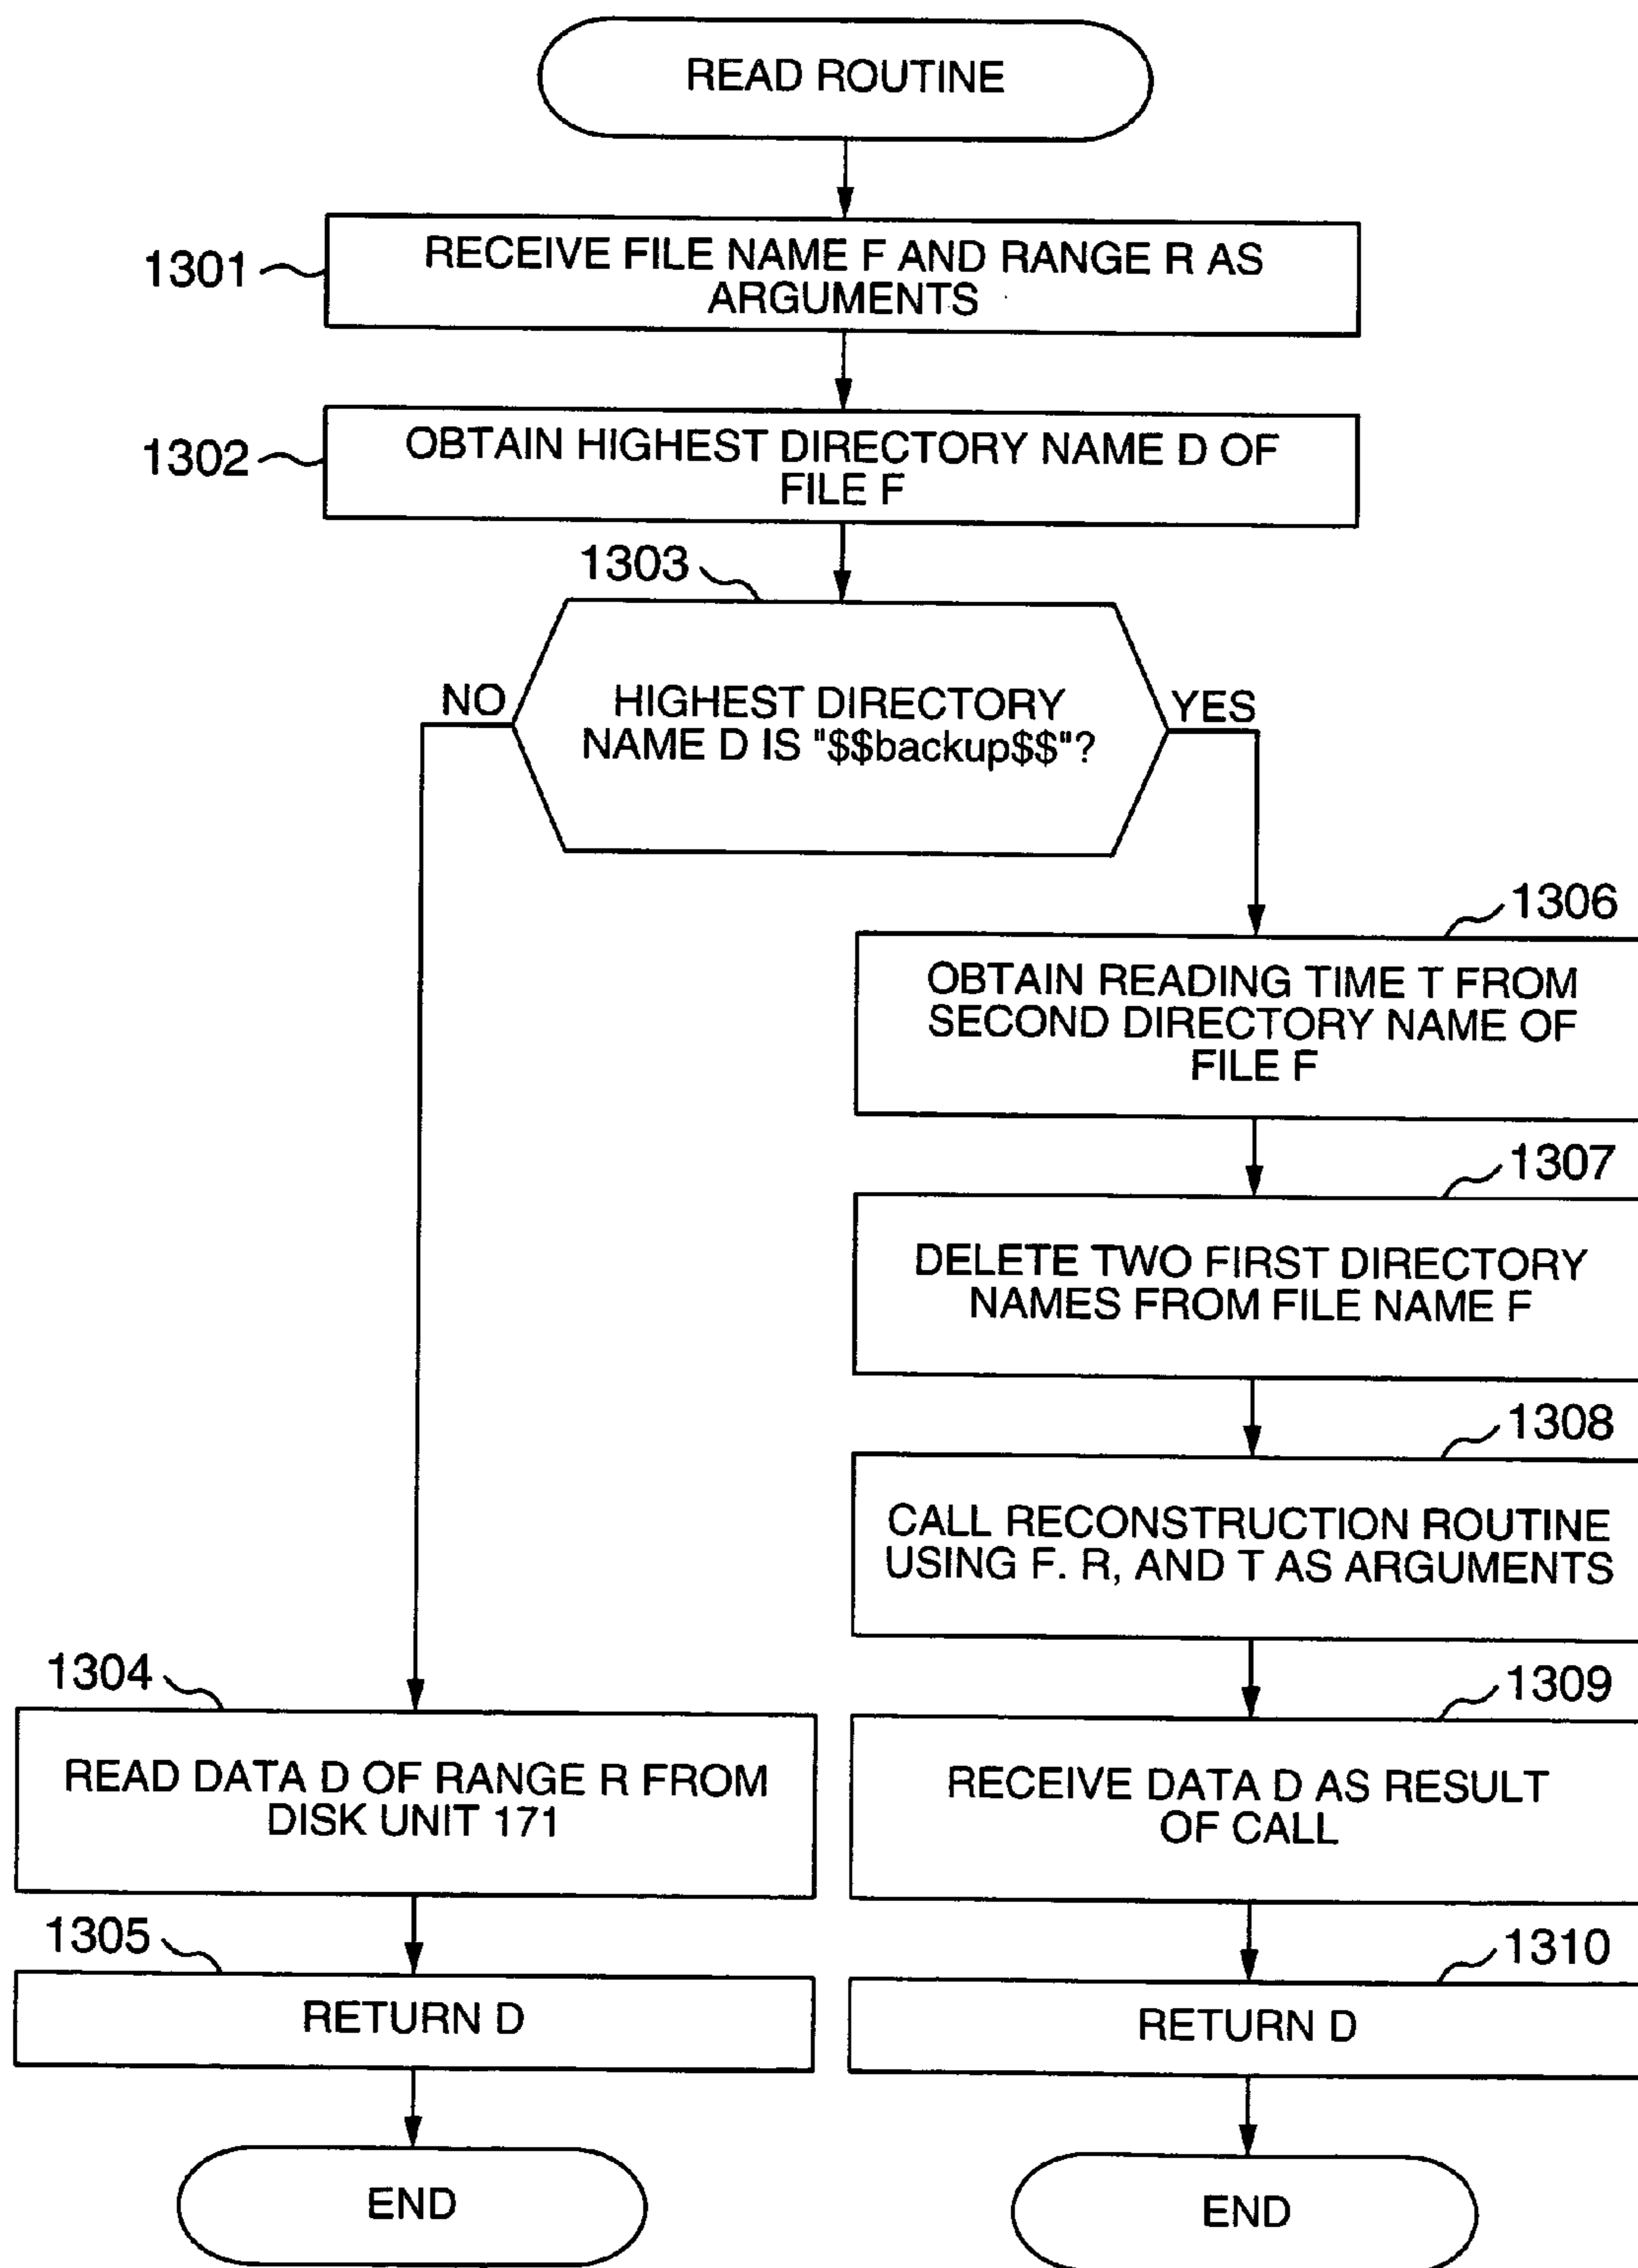 READ ROUTINE
1301
RECEIVE FILE NAME F AND RANGE R AS
ARGUMENTS
1302
OBTAIN HIGHEST DIRECTORY NAME D OF
FILE F
1303
NO
HIGHEST DIRECTORY
NAME D IS "$$backup$$"?
YES
1306
OBTAIN READING TIME T FROM
SECOND DIRECTORY NAME OF
FILE F
1307
DELETE TWO FIRST DIRECTORY
NAMES FROM FILE NAME F
1308
CALL RECONSTRUCTION ROUTINE
USING F. R, AND T AS ARGUMENTS
1304
READ DATA D OF RANGE R FROM
DISK UNIT 171
1309
RECEIVE DATA D AS RESULT
OF CALL
1305
RETURN D
1310
RETURN D
END
END